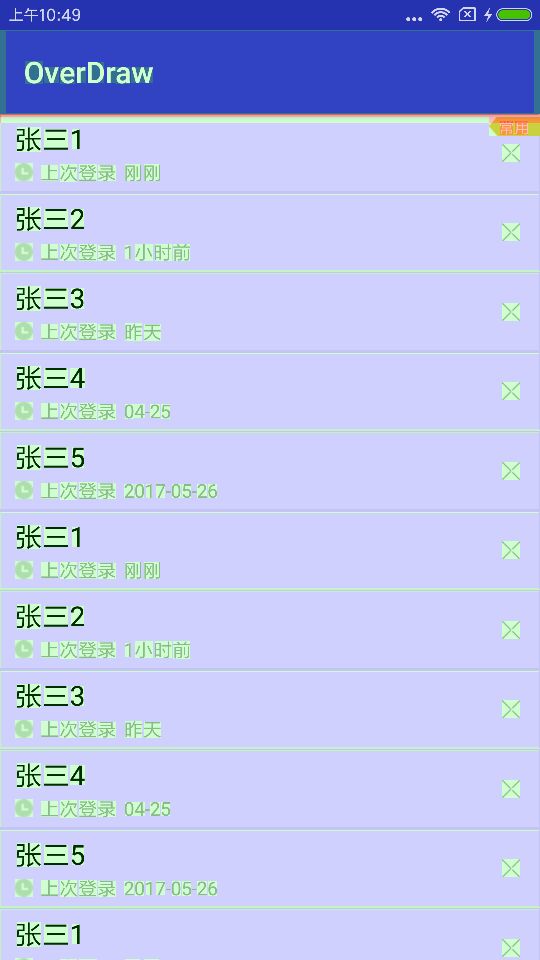 上午10:49
OverDraw
常用
张三1
上次登录 刚刚
张三2
上次登录 1小时前
张三3
上次登录 昨天
张三4
上次登录 04-25
张三5
上次登录 2017-05-26
张三1
上次登录 刚刚
张三2
上次登录 1小时前
张三3
上次登录 昨天
张三4
上次登录 04-25
张三5
上次登录 2017-05-26
张三1